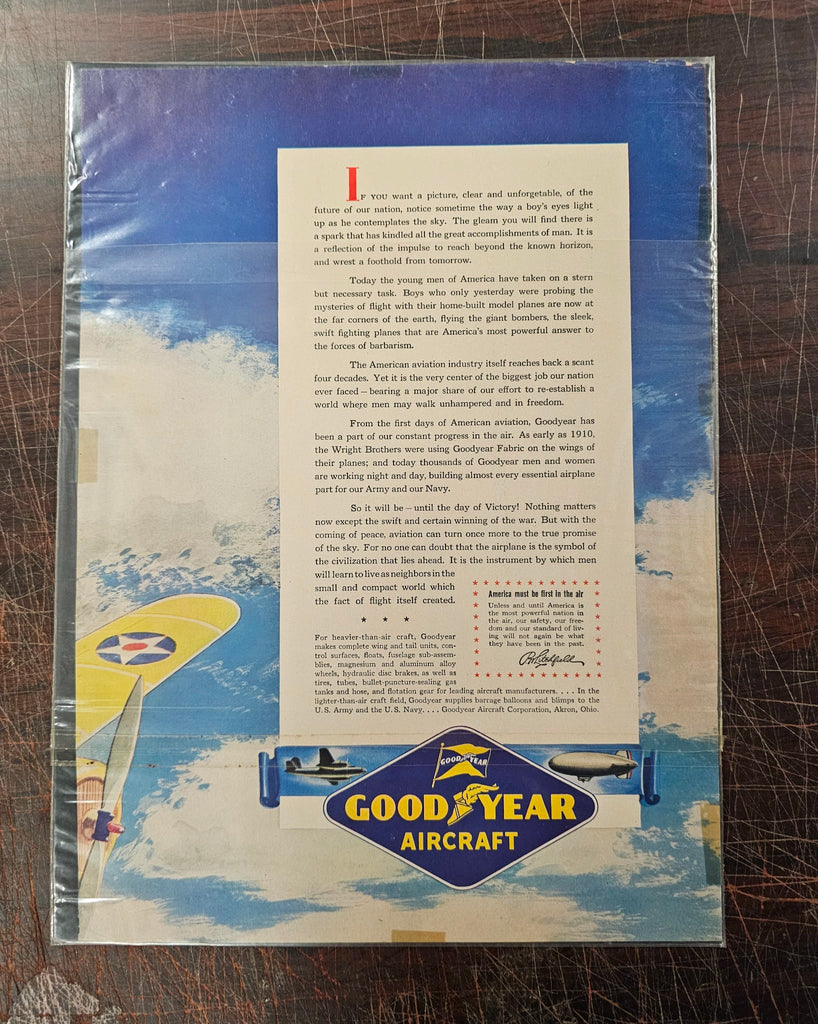 IF YOU want a picture, clear and unforgetable, of the
future of our nation, notice sometime the way a boy's eyes light
up as he contemplates the sky. The gleam you will find there is
a spark that has kindled all the great accomplishments of man. It is
a reflection of the impulse to reach beyond the known horizon,
and wrest a foothold from tomorrow.
Today the young men of America have taken on a stern
but necessary task. Boys who only yesterday were probing the
mysteries of flight with their home-built model planes are now at
the far corners of the earth, flying the giant bombers, the sleek,
swift fighting planes that are America's most powerful answer to
the forces of barbarism.
The American aviation industry itself reaches back a scant
four decades. Yet it is the very center of the biggest job our nation
ever faced – bearing a major share of our effort to re-establish a
world where men may walk unhampered and in freedom.
From the first days of American aviation, Goodyear has
been a part of our constant progress in the air. As early as 1910,
the Wright Brothers were using Goodyear Fabric on the wings of
their planes; and today thousands of Goodyear men and women
are working night and day, building almost every essential airplane
part for our Army and our Navy.
So it will be – until the day of Victory! Nothing matters
now except the swift and certain winning of the war. But with the
coming of peace, aviation can turn once more to the true promise
of the sky. For no one can doubt that the airplane is the symbol of
the civilization that lies ahead. It is the instrument by which men
will learn to live as neighbors in the
small and compact world which
the fact of flight itself created.
★ ★ ★
For heavier-than-air craft, Goodyear
makes complete wing and tail units, con-
trol surfaces, floats, fuselage sub-assem-
blies, magnesium and aluminum alloy
wheels, hydraulic disc brakes, as well as
tires, tubes, bullet-puncture-sealing gas
tanks and hose, and flotation gear for leading aircraft manufacturers. . . . In the
lighter-than-air craft field, Goodyear supplies barrage balloons and blimps to the
U. S. Army and the U. S. Navy. . . . Goodyear Aircraft Corporation, Akron, Ohio.
America must be first in the air
Unless and until America is
the most powerful nation in
the air, our safety, our free-
dom and our standard of liv-
ing will not again be what
they have been in the past.
GOOD YEAR
GOOD YEAR
AIRCRAFT